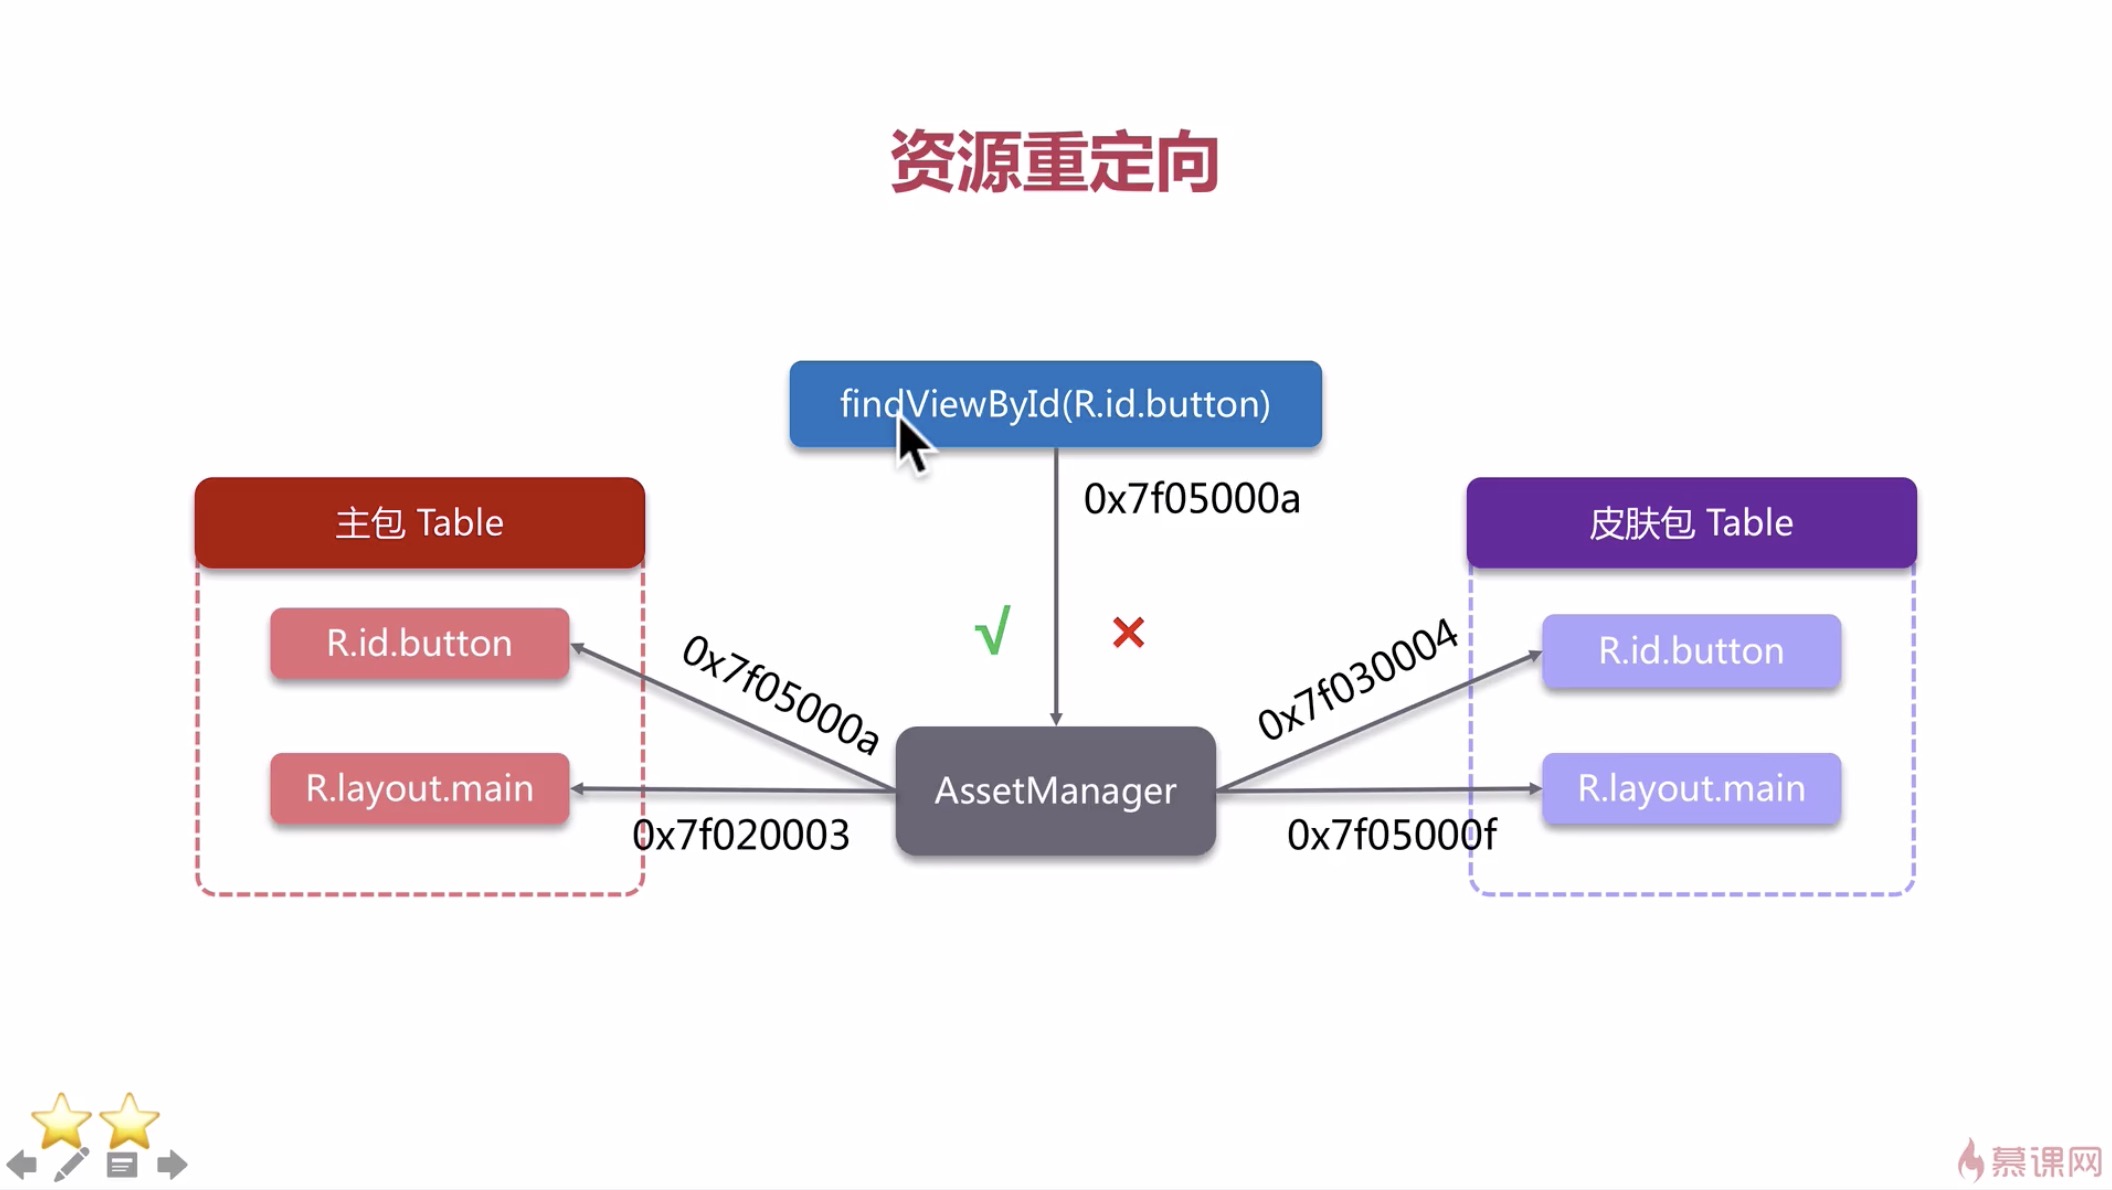 资源重定向
findViewById(R.id.button)
0x7f05000a
主包 Table
R.id.button
R.layout.main
0x7f05000a
0x7f020003
√
×
AssetManager
0x7f030004
0x7f05000f
皮肤包 Table
R.id.button
R.layout.main
慕课网